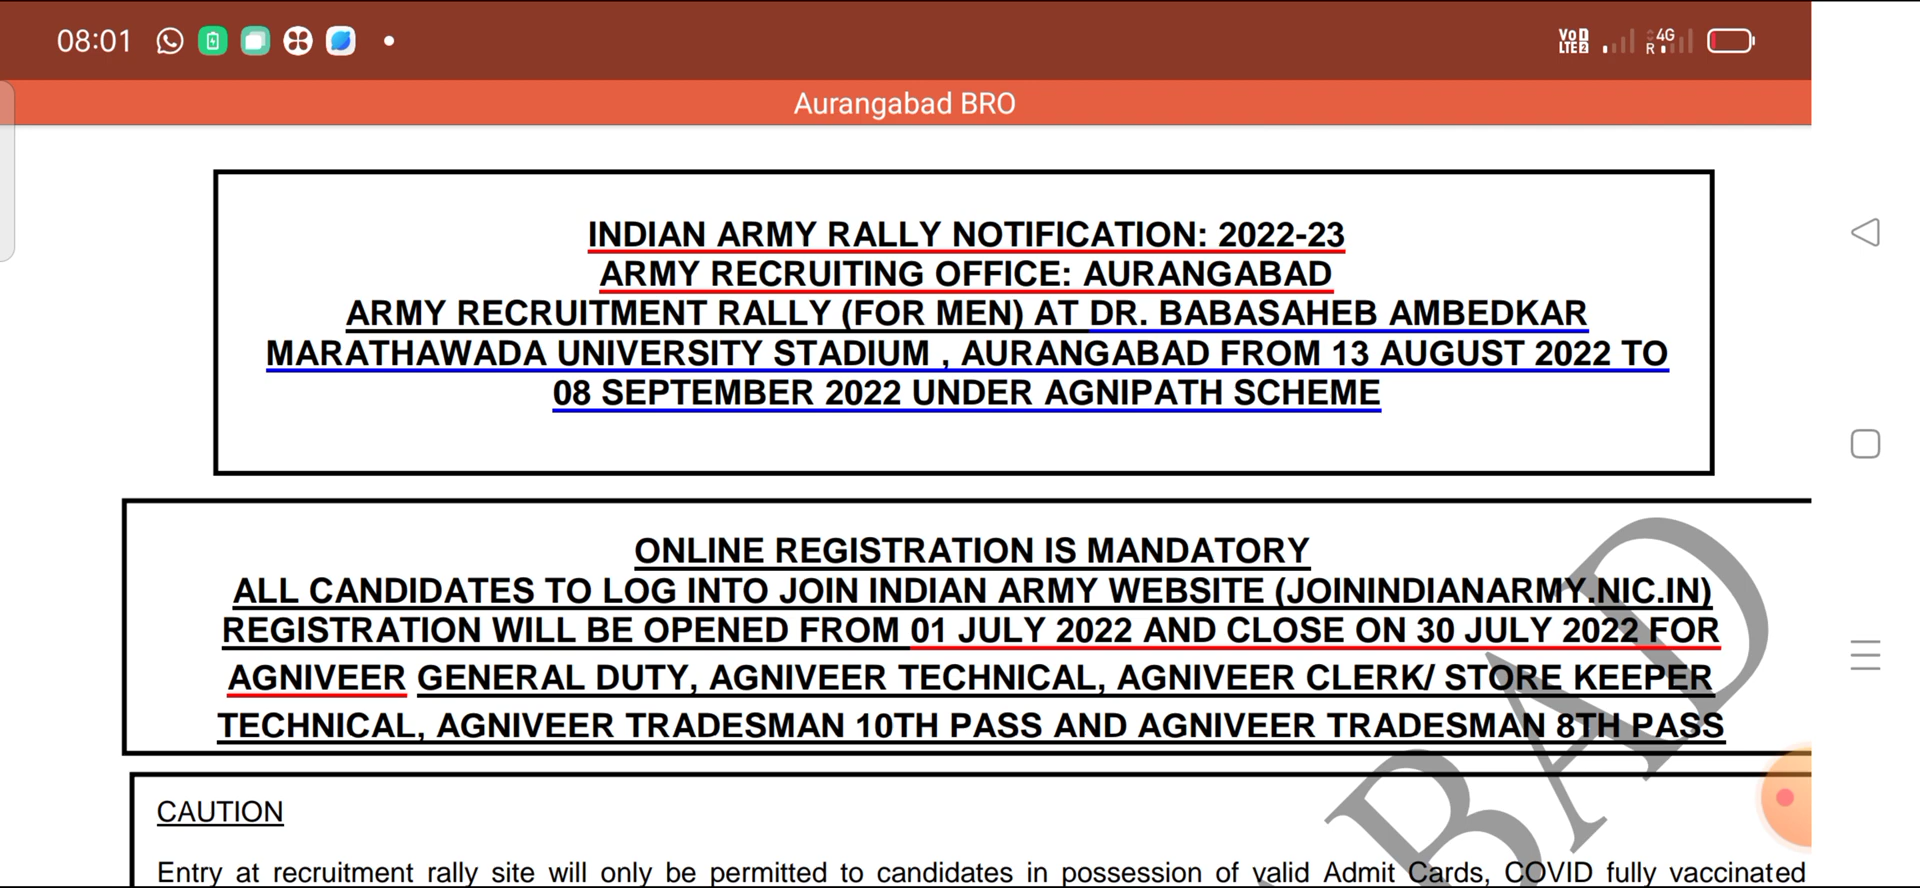 08:01
Vo 1
LTE 2
4G
R
Aurangabad BRO
INDIAN ARMY RALLY NOTIFICATION: 2022-23
ARMY RECRUITING OFFICE: AURANGABAD
ARMY RECRUITMENT RALLY (FOR MEN) AT DR. BABASAHEB AMBEDKAR
MARATHAWADA UNIVERSITY STADIUM , AURANGABAD FROM 13 AUGUST 2022 TO
08 SEPTEMBER 2022 UNDER AGNIPATH SCHEME
ONLINE REGISTRATION IS MANDATORY
ALL CANDIDATES TO LOG INTO JOIN INDIAN ARMY WEBSITE (JOININDIANARMY.NIC.IN)
REGISTRATION WILL BE OPENED FROM 01 JULY 2022 AND CLOSE ON 30 JULY 2022 FOR
AGNIVEER GENERAL DUTY, AGNIVEER TECHNICAL, AGNIVEER CLERK/ STORE KEEPER
TECHNICAL, AGNIVEER TRADESMAN 10TH PASS AND AGNIVEER TRADESMAN 8TH PASS
BAD
CAUTION
Entry at recruitment rally site will only be permitted to candidates in possession of valid Admit Cards, COVID fully vaccinated